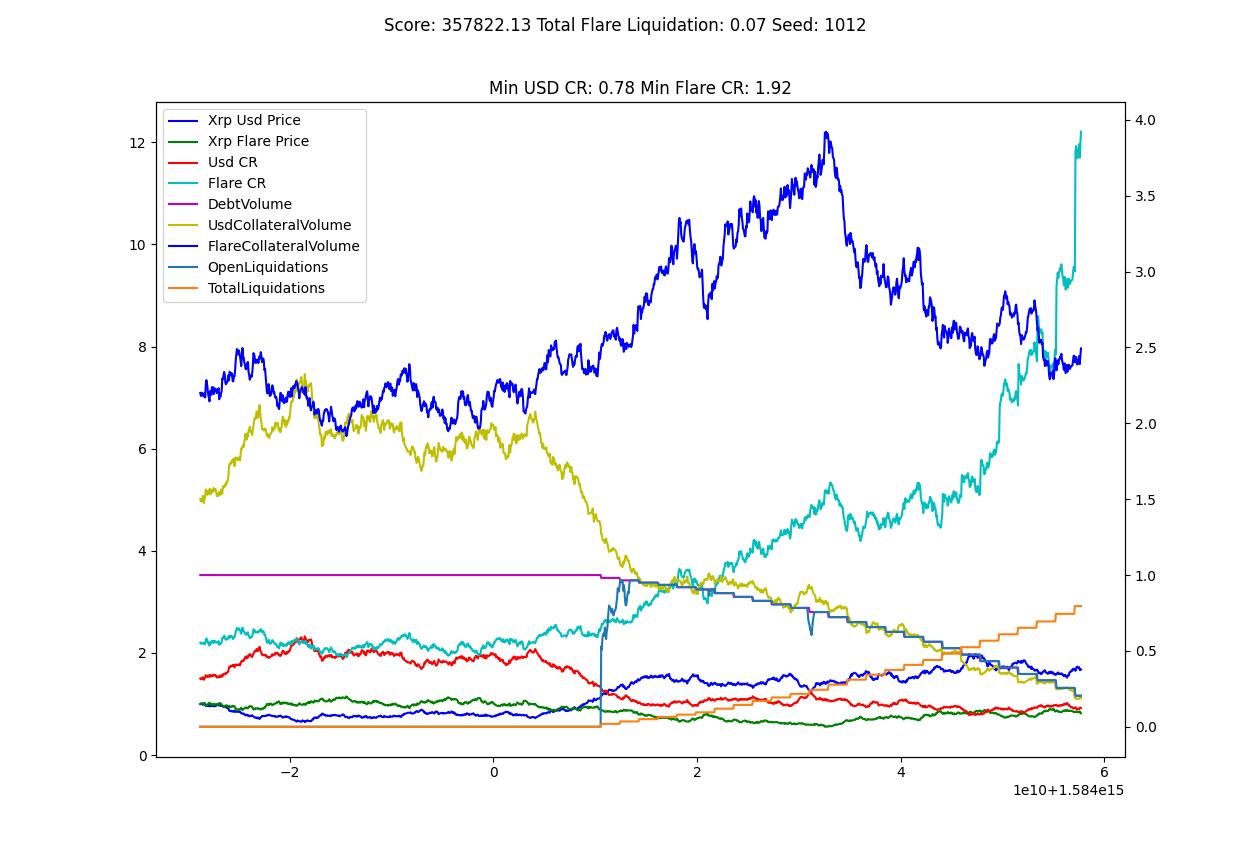 Score: 357822.13 Total Flare Liquidation: 0.07 Seed: 1012
Min USD CR: 0.78 Min Flare CR: 1.92
Xrp Usd Price
Xrp Flare Price
Usd CR
Flare CR
DebtVolume
UsdCollateralVolume
FlareCollateralVolume
OpenLiquidations
TotalLiquidations
12
10
8
6
4
2
0
4.0
3.5
3.0
2.5
2.0
1.5
1.0
0.5
0.0
−2
0
2
4
6
1e10+1.584e15